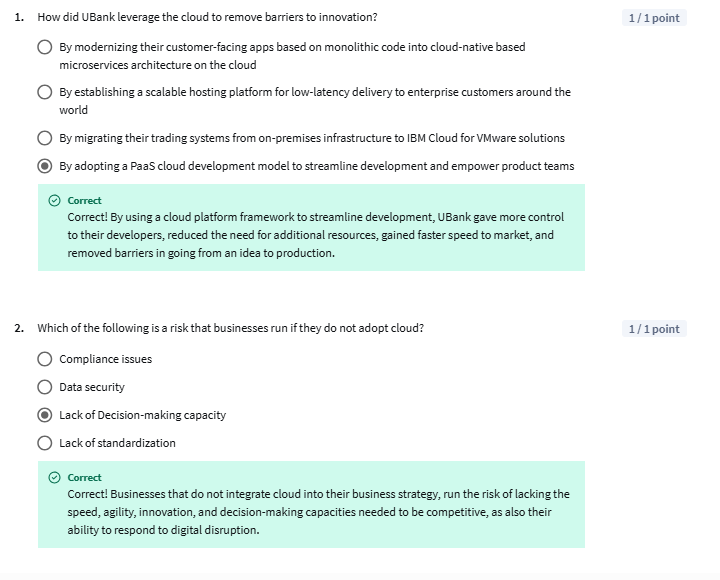 1. How did UBank leverage the cloud to remove barriers to innovation?
1 / 1 point
By modernizing their customer-facing apps based on monolithic code into cloud-native based
microservices architecture on the cloud
By establishing a scalable hosting platform for low-latency delivery to enterprise customers around the
world
By migrating their trading systems from on-premises infrastructure to IBM Cloud for VMware solutions
By adopting a PaaS cloud development model to streamline development and empower product teams
Correct
Correct! By using a cloud platform framework to streamline development, UBank gave more control
to their developers, reduced the need for additional resources, gained faster speed to market, and
removed barriers in going from an idea to production.
2. Which of the following is a risk that businesses run if they do not adopt cloud?
1 / 1 point
Compliance issues
Data security
Lack of Decision-making capacity
Lack of standardization
Correct
Correct! Businesses that do not integrate cloud into their business strategy, run the risk of lacking the
speed, agility, innovation, and decision-making capacities needed to be competitive, as also their
ability to respond to digital disruption.